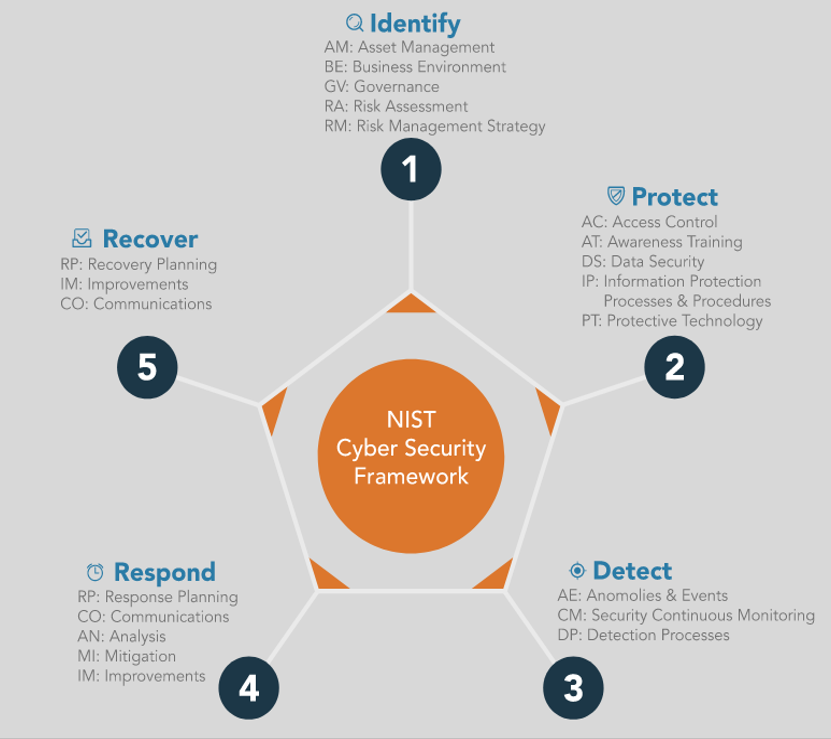 Identify
AM: Asset Management
BE: Business Environment
GV: Governance
RA: Risk Assessment
RM: Risk Management Strategy
1
Protect
AC: Access Control
AT: Awareness Training
DS: Data Security
IP: Information Protection
Processes & Procedures
PT: Protective Technology
2
Detect
AE: Anomolies & Events
CM: Security Continuous Monitoring
DP: Detection Processes
3
Respond
RP: Response Planning
CO: Communications
AN: Analysis
MI: Mitigation
IM: Improvements
4
Recover
RP: Recovery Planning
IM: Improvements
CO: Communications
5
NIST
Cyber Security
Framework